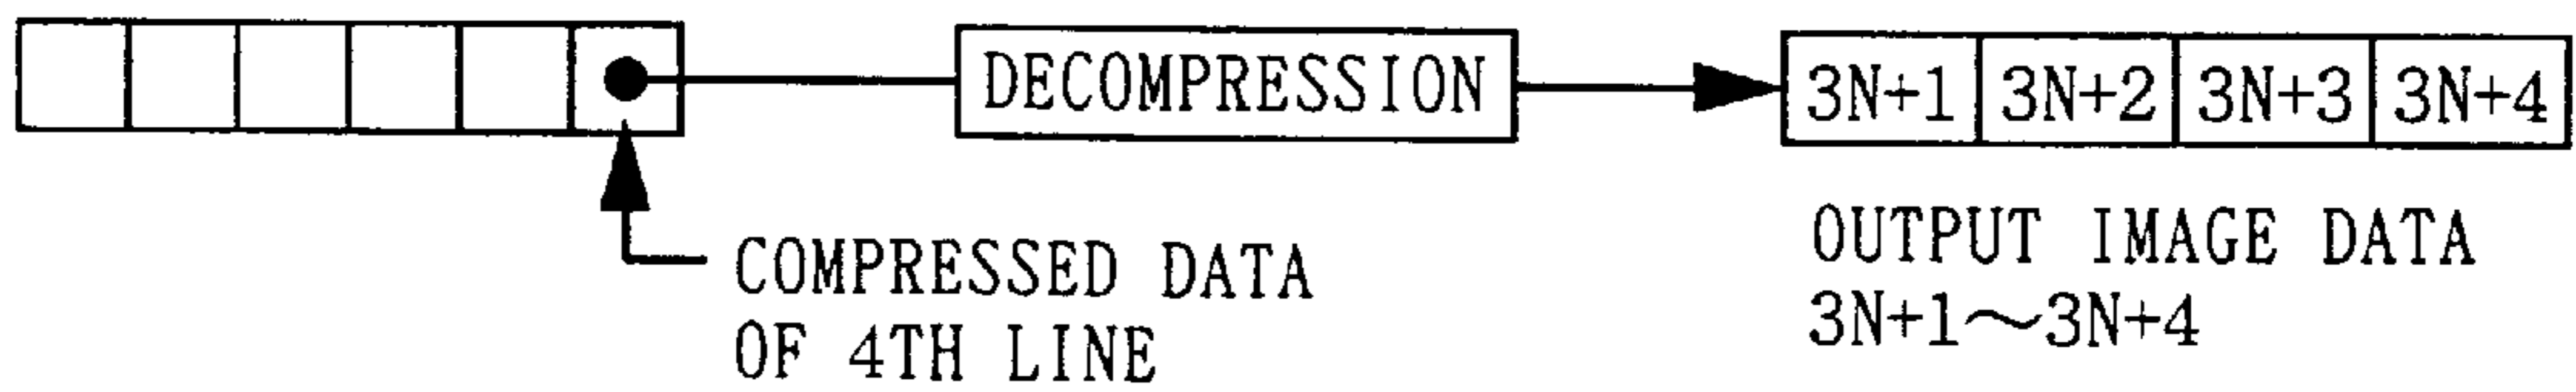 DECOMPRESSION
3N+1 3N+2 3N+3 3N+4
COMPRESSED DATA
OF 4TH LINE
OUTPUT IMAGE DATA
3N+1〜3N+4